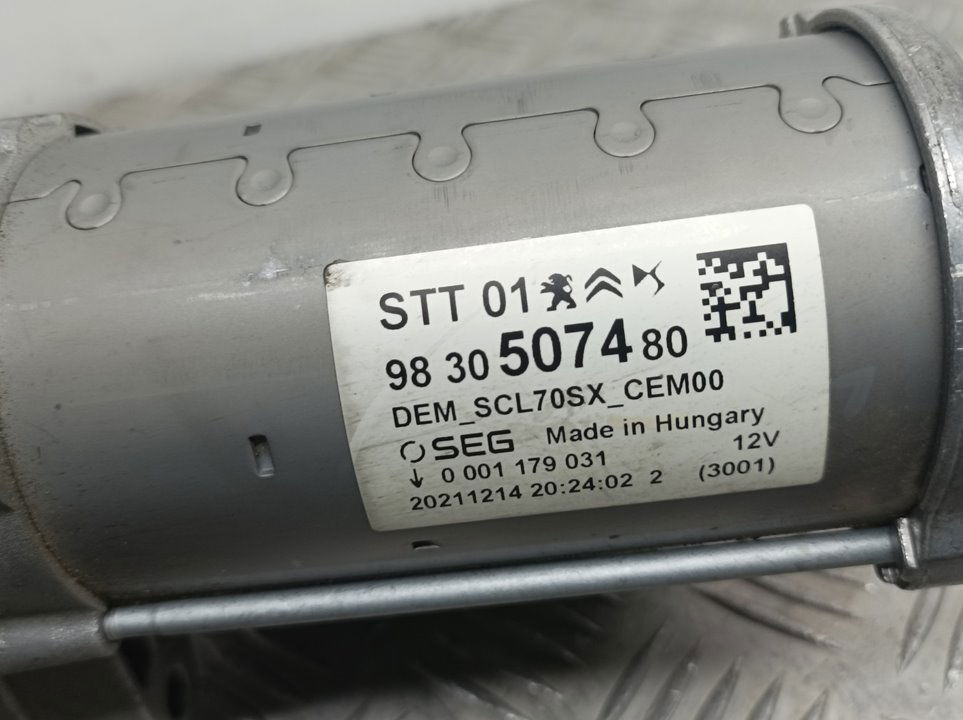 STT 01
98 30 5074 80
DEM_SCL70SX_CEM00
SEG Made in Hungary
↓ 0 001 179 031 12V
20211214 20:24:02 2 (3001)